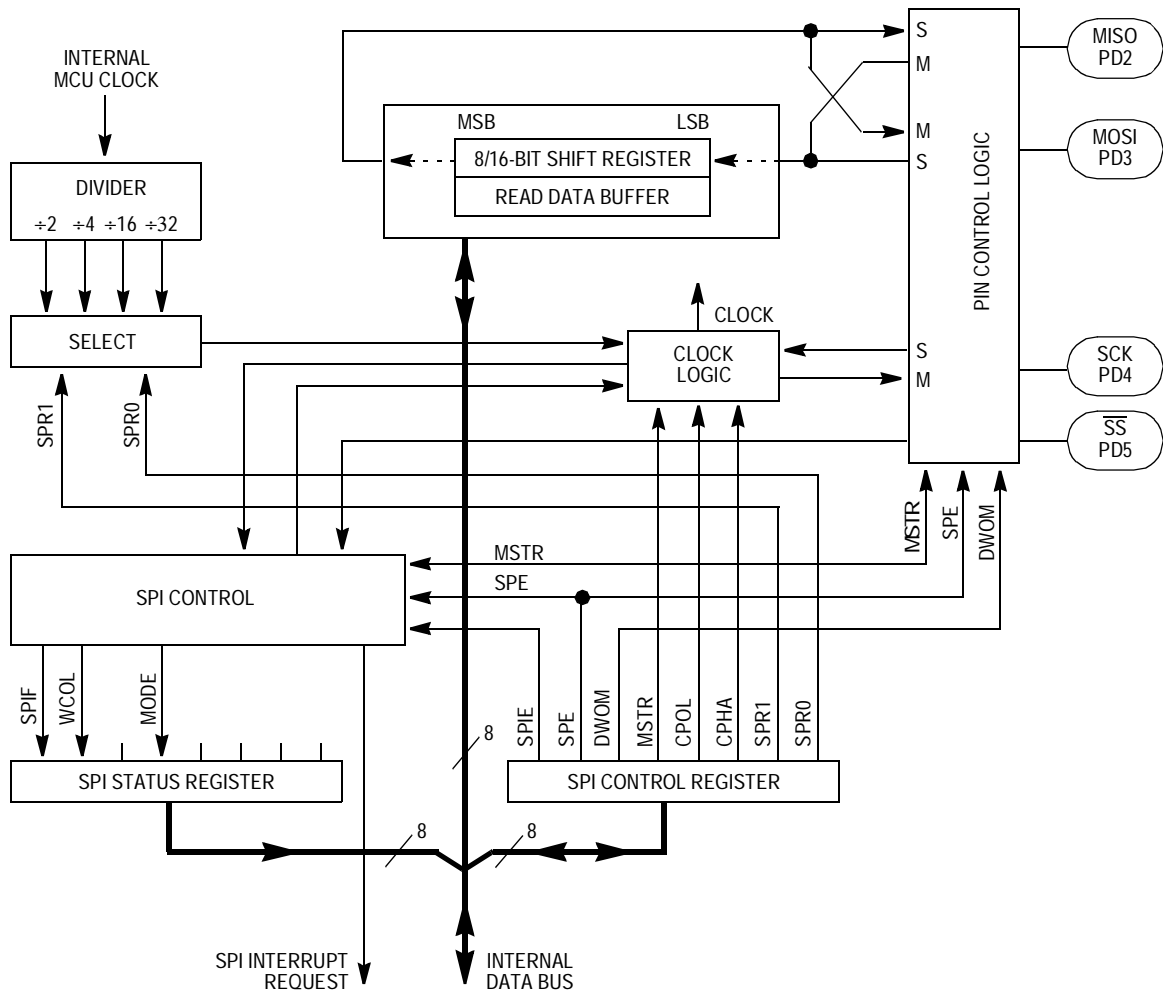 INTERNAL
MCU CLOCK
DIVIDER
÷2 ÷4 ÷16 ÷32
SELECT
SPR1
SPR0
MSB LSB
8/16-BIT SHIFT REGISTER
READ DATA BUFFER
CLOCK
CLOCK
LOGIC
S
M
M
S
S
M
PIN CONTROL LOGIC
MISO
PD2
MOSI
PD3
SCK
PD4
SS
PD5
MSTR
SPE
DWOM
MSTR
SPE
SPI CONTROL
SPIF
WCOL
MODE
SPI STATUS REGISTER
8
SPIE
SPE
DWOM
MSTR
CPOL
CPHA
SPR1
SPR0
SPI CONTROL REGISTER
8
8
SPI INTERRUPT
REQUEST
INTERNAL
DATA BUS